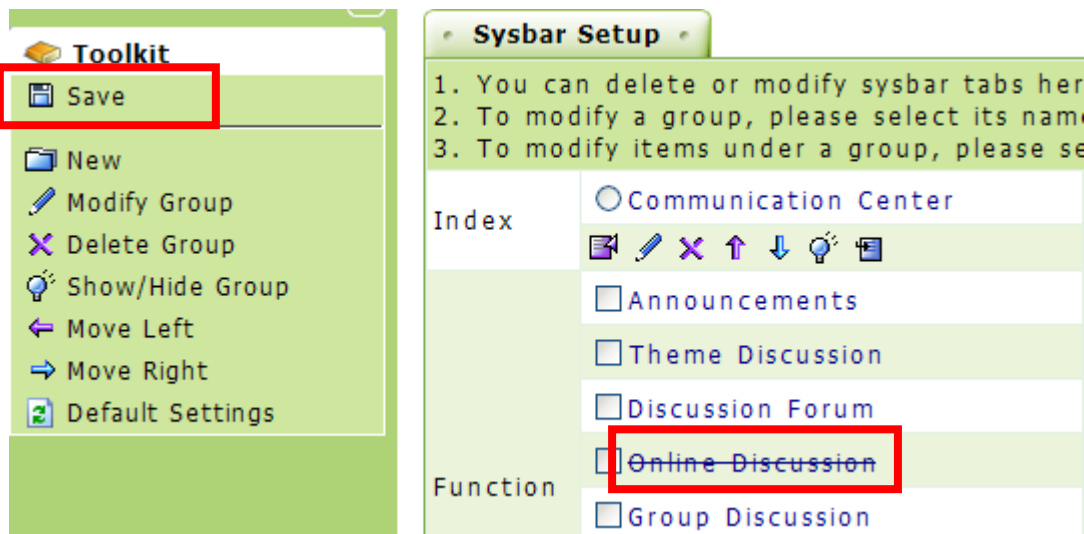 Toolkit
Save
New
Modify Group
Delete Group
Show/Hide Group
Move Left
Move Right
Default Settings
Sysbar Setup
1. You can delete or modify sysbar tabs her
2. To modify a group, please select its name
3. To modify items under a group, please se
Index
Communication Center
Function
Announcements
Theme Discussion
Discussion Forum
Online Discussion
Group Discussion